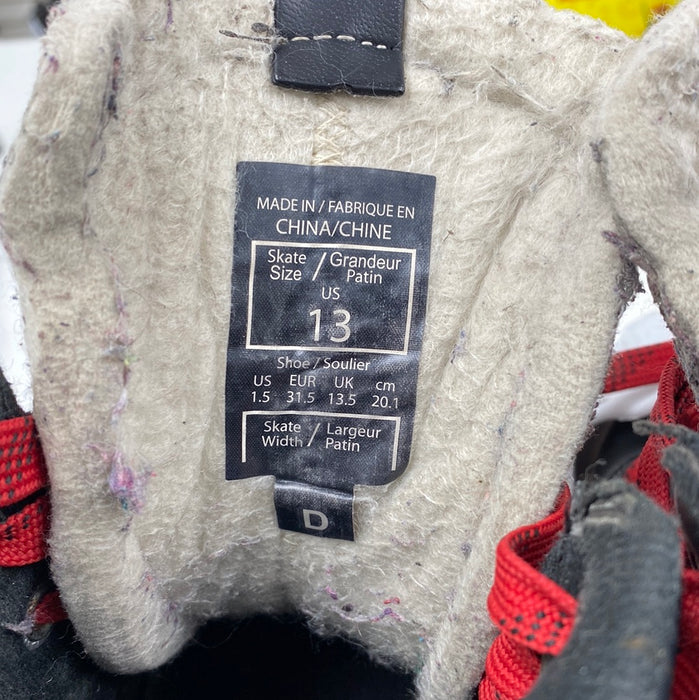 MADE IN / FABRIQUE EN
CHINA/CHINE
Skate / Grandeur
Size Patin
US
13
Shoe / Soulier
US EUR UK cm
1.5 31.5 13.5 20.1
Skate / Largeur
Width Patin
D